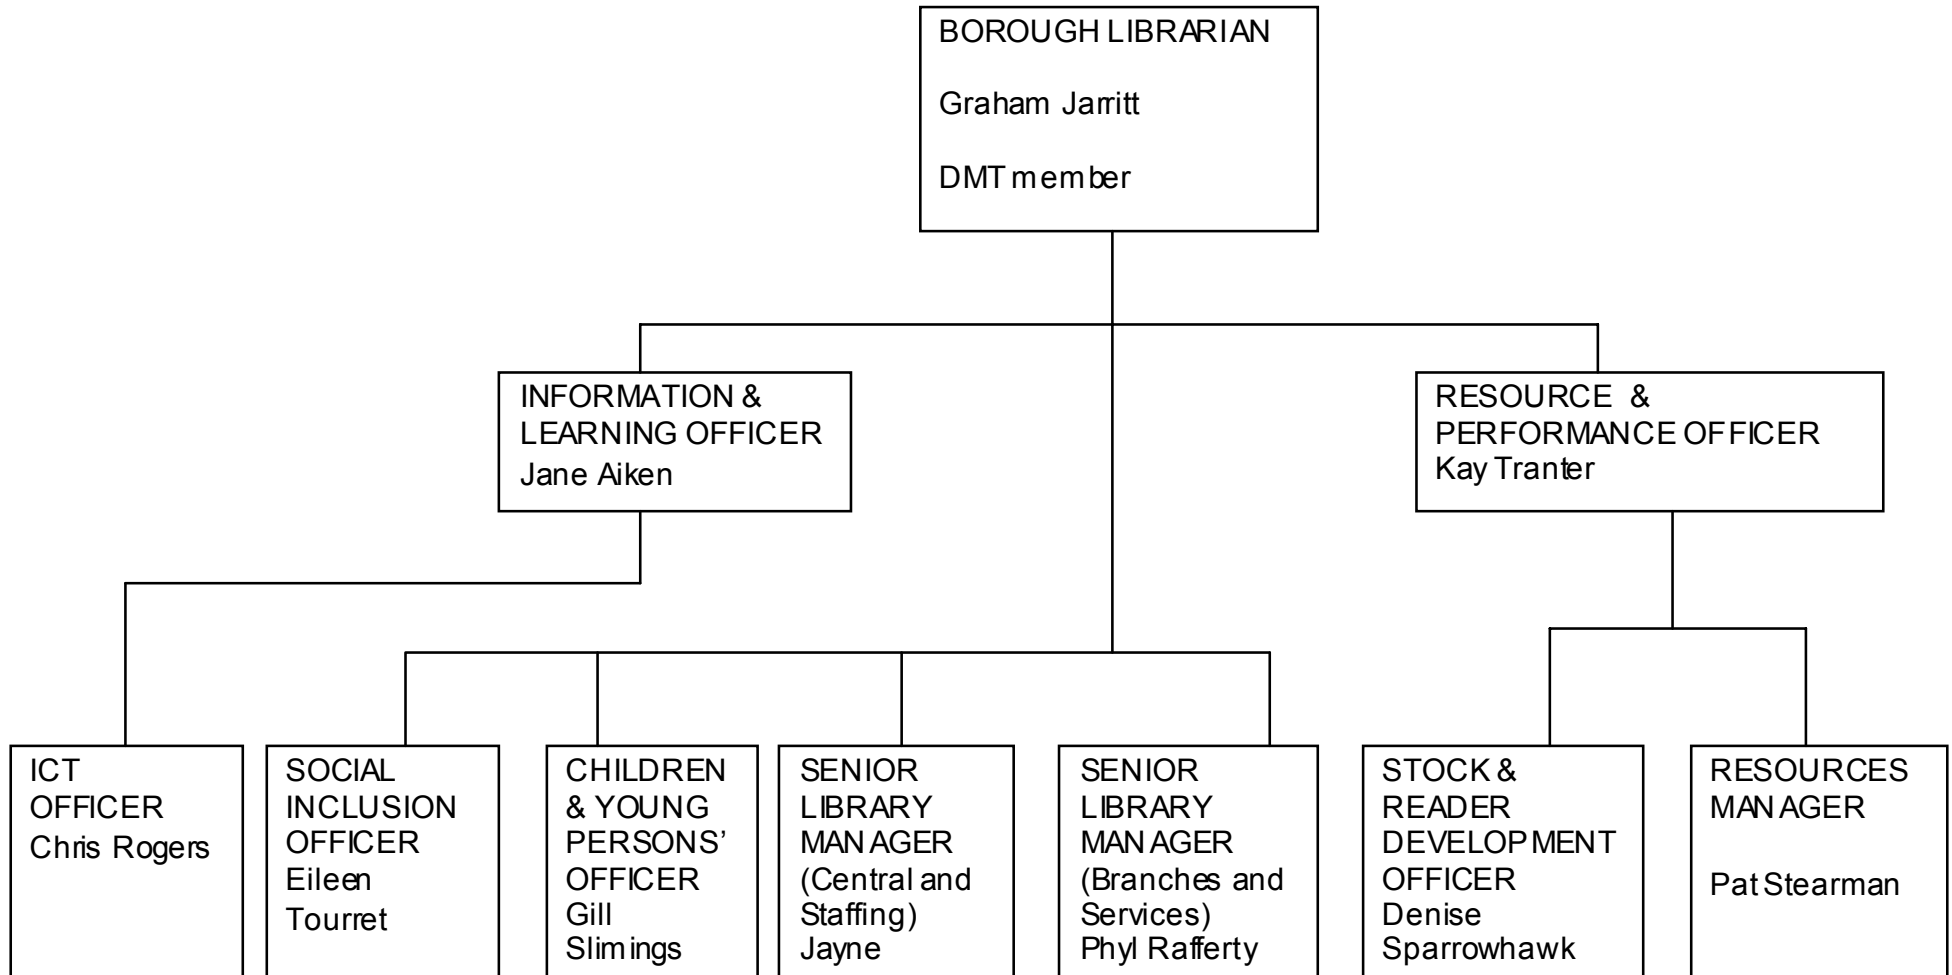 BOROUGH LIBRARIAN
Graham Jarritt
DMT member
INFORMATION &
LEARNING OFFICER
Jane Aiken
RESOURCE &
PERFORMANCE OFFICER
Kay Tranter
ICT
OFFICER
Chris Rogers
SOCIAL
INCLUSION
OFFICER
Eileen
Tourret
CHILDREN
& YOUNG
PERSONS’
OFFICER
Gill
Slimings
SENIOR
LIBRARY
MANAGER
(Central and
Staffing)
Jayne
SENIOR
LIBRARY
MANAGER
(Branches and
Services)
Phyl Rafferty
STOCK &
READER
DEVELOPMENT
OFFICER
Denise
Sparrowhawk
RESOURCES
MANAGER
Pat Stearman